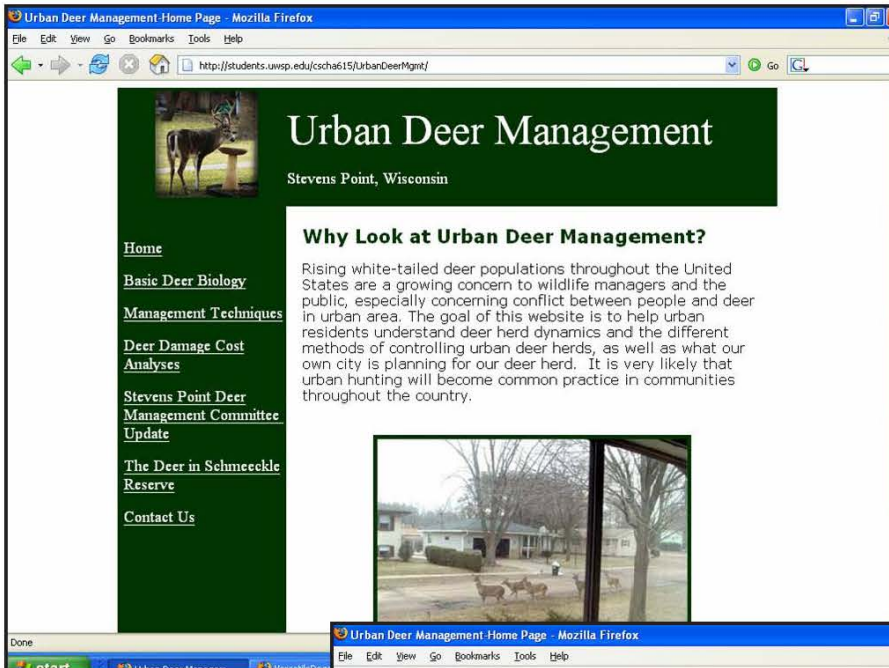 Urban Deer Management-Home Page - Mozilla Firefox
File Edit View Go Bookmarks Tools Help
http://students.uwsp.edu/cscha615/UrbanDeerMgmt/
Go
Urban Deer Management
Stevens Point, Wisconsin
Home
Basic Deer Biology
Management Techniques
Deer Damage Cost
Analyses
Stevens Point Deer
Management Committee
Update
The Deer in Schmeeckle
Reserve
Contact Us
Why Look at Urban Deer Management?
Rising white-tailed deer populations throughout the United
States are a growing concern to wildlife managers and the
public, especially concerning conflict between people and deer
in urban area. The goal of this website is to help urban
residents understand deer herd dynamics and the different
methods of controlling urban deer herds, as well as what our
own city is planning for our deer herd. It is very likely that
urban hunting will become common practice in communities
throughout the country.
Done
Urban Deer Management-Home Page - Mozilla Firefox
File Edit View Go Bookmarks Tools Help
start